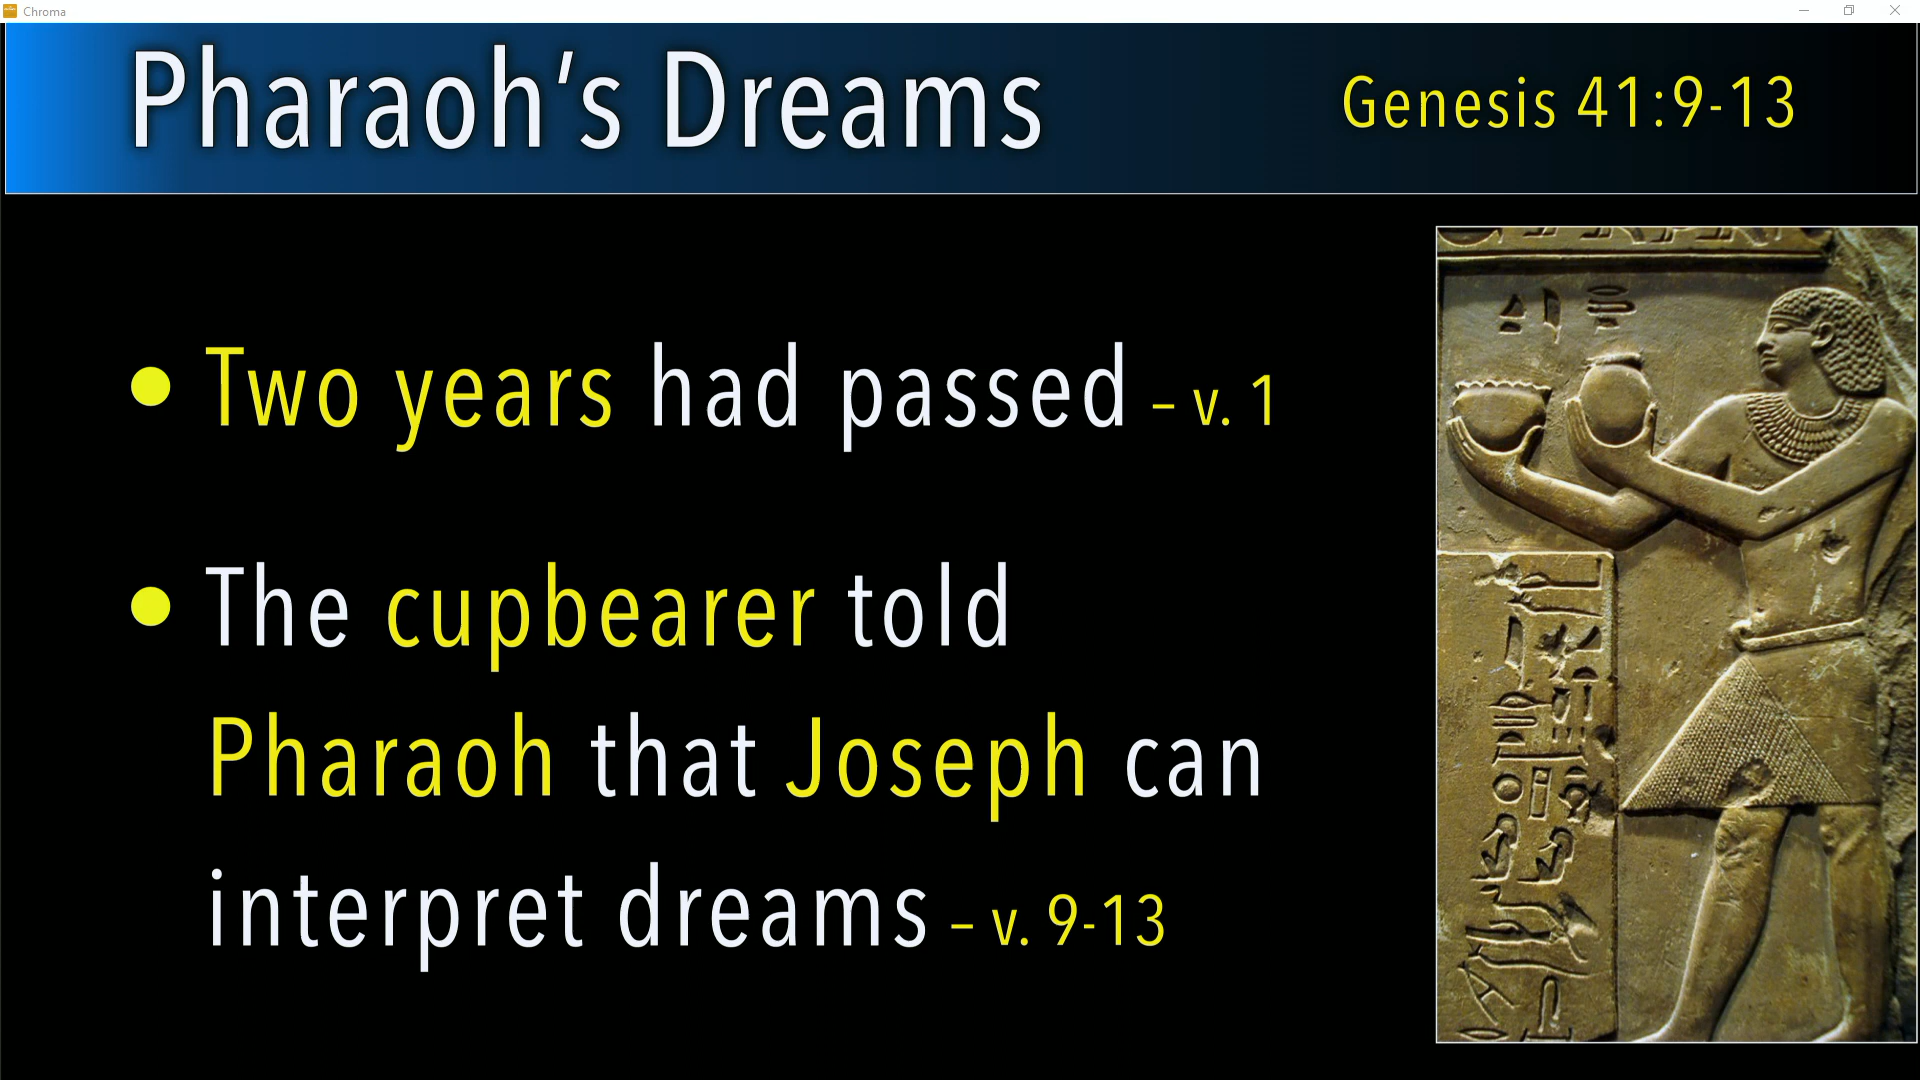 Chroma
Pharaoh’s Dreams
Genesis 41:9-13
• Two years had passed – v. 1
• The cupbearer told
Pharaoh that Joseph can
interpret dreams – v. 9-13